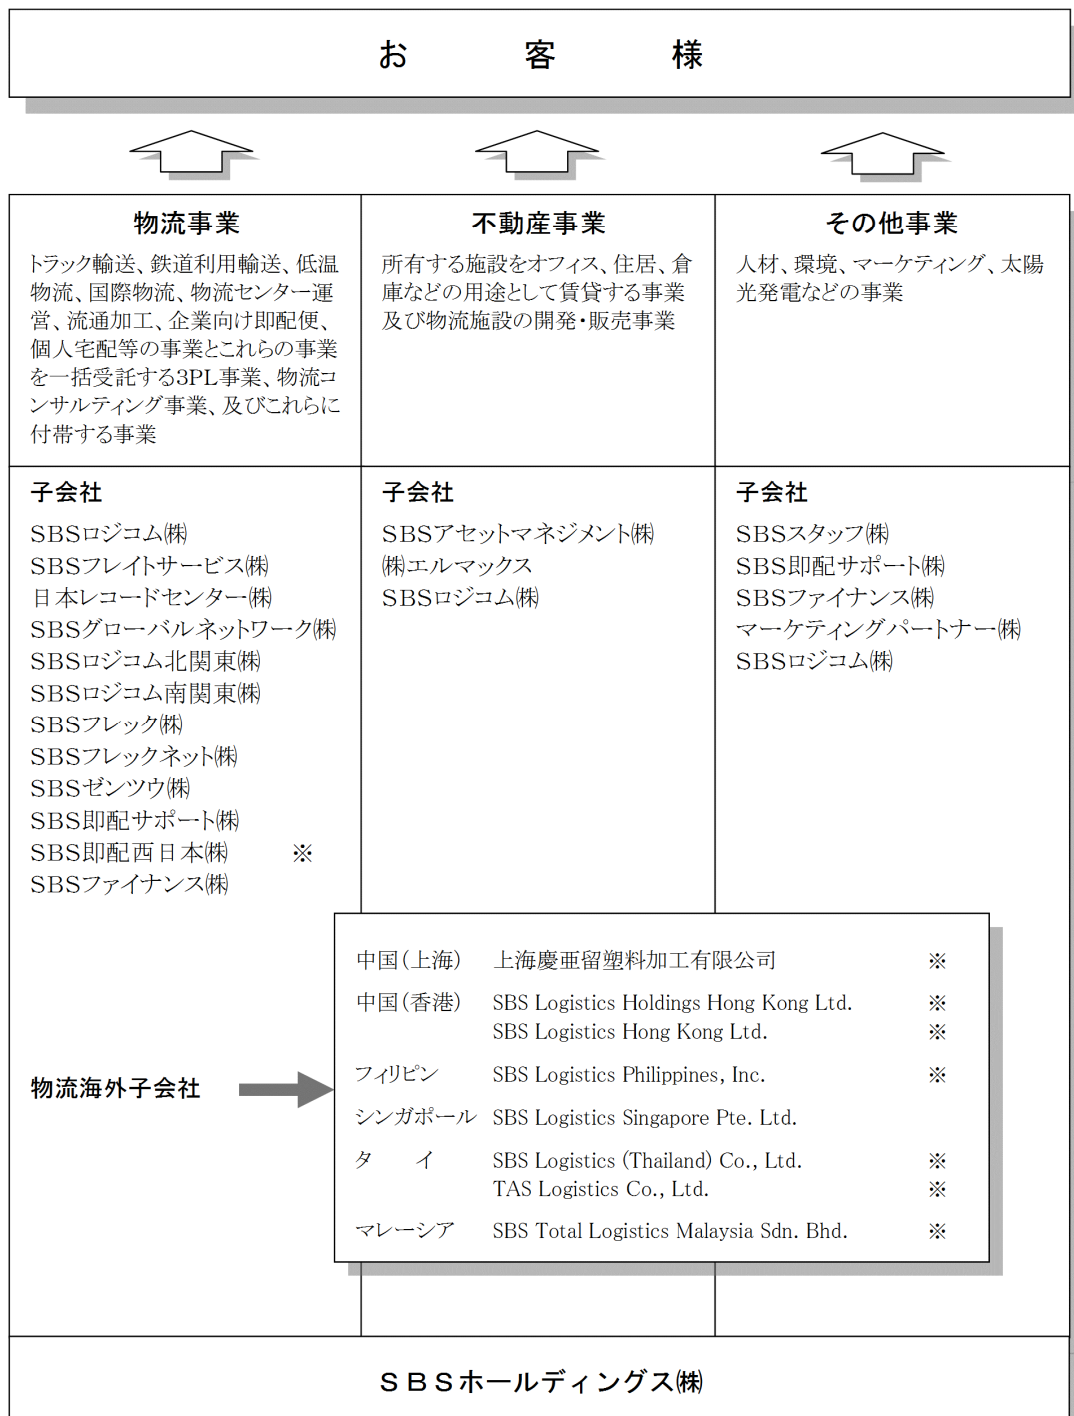 お客様
物流事業
トラック輸送、鉄道利用輸送、低温
物流、国際物流、物流センター運
営、流通加工、企業向け即配便、
個人宅配等の事業とこれらの事業
を一括受託する3PL事業、物流コ
ンサルティング事業、及びこれらに
付帯する事業
不動産事業
所有する施設をオフィス、住居、倉
庫などの用途として賃貸する事業
及び物流施設の開発・販売事業
その他事業
人材、環境、マーケティング、太陽
光発電などの事業
子会社
SBSロジコム㈱
SBSフレイトサービス㈱
日本レコードセンター㈱
SBSグローバルネットワーク㈱
SBSロジコム北関東㈱
SBSロジコム南関東㈱
SBSフレック㈱
SBSフレックネット㈱
SBSゼンツウ㈱
SBS即配サポート㈱
SBS即配西日本㈱ ※
SBSファイナンス㈱
子会社
SBSアセットマネジメント㈱
㈱エルマックス
SBSロジコム㈱
子会社
SBSスタッフ㈱
SBS即配サポート㈱
SBSファイナンス㈱
マーケティングパートナー㈱
SBSロジコム㈱
物流海外子会社
中国(上海) 上海慶亜留塑料加工有限公司 ※
中国(香港) SBS Logistics Holdings Hong Kong Ltd. ※
SBS Logistics Hong Kong Ltd. ※
フィリピン SBS Logistics Philippines, Inc. ※
シンガポール SBS Logistics Singapore Pte. Ltd.
タイ SBS Logistics (Thailand) Co., Ltd. ※
TAS Logistics Co., Ltd. ※
マレーシア SBS Total Logistics Malaysia Sdn. Bhd. ※
SBSホールディングス㈱